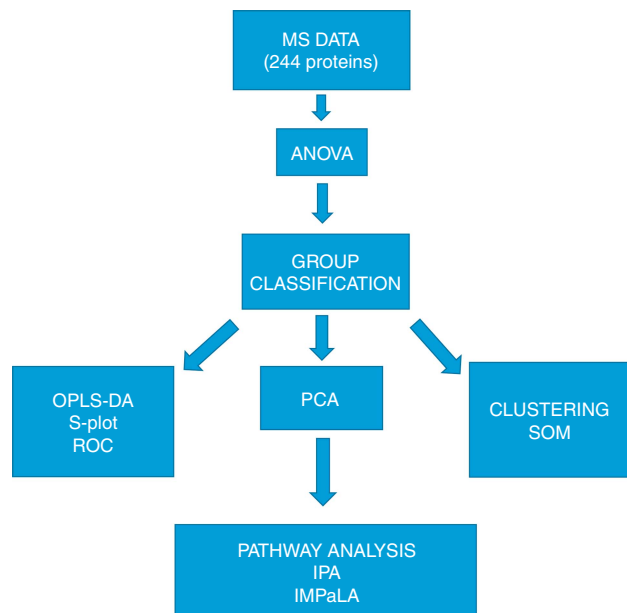 MS DATA
(244 proteins)
ANOVA
GROUP
CLASSIFICATION
OPLS-DA
S-plot
ROC
PCA
CLUSTERING
SOM
PATHWAY ANALYSIS
IPA
IMPaLA